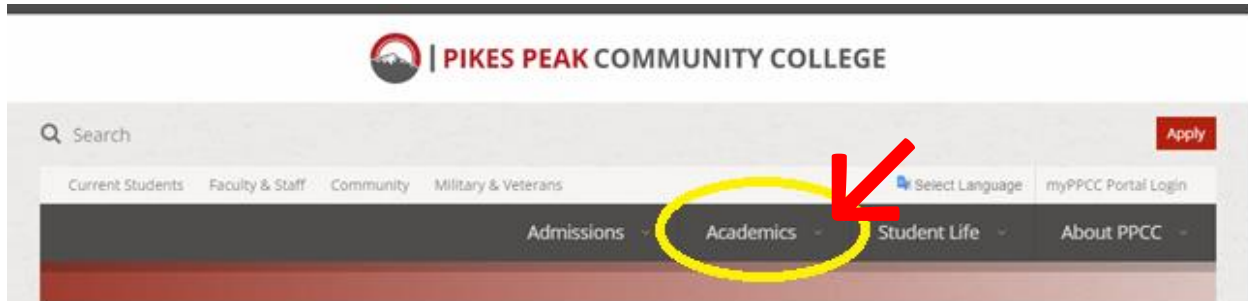 | PIKES PEAK COMMUNITY COLLEGE
Search
Apply
Current Students Faculty & Staff Community Military & Veterans Select Language myPPCC Portal Login
Admissions Academics Student Life About PPCC